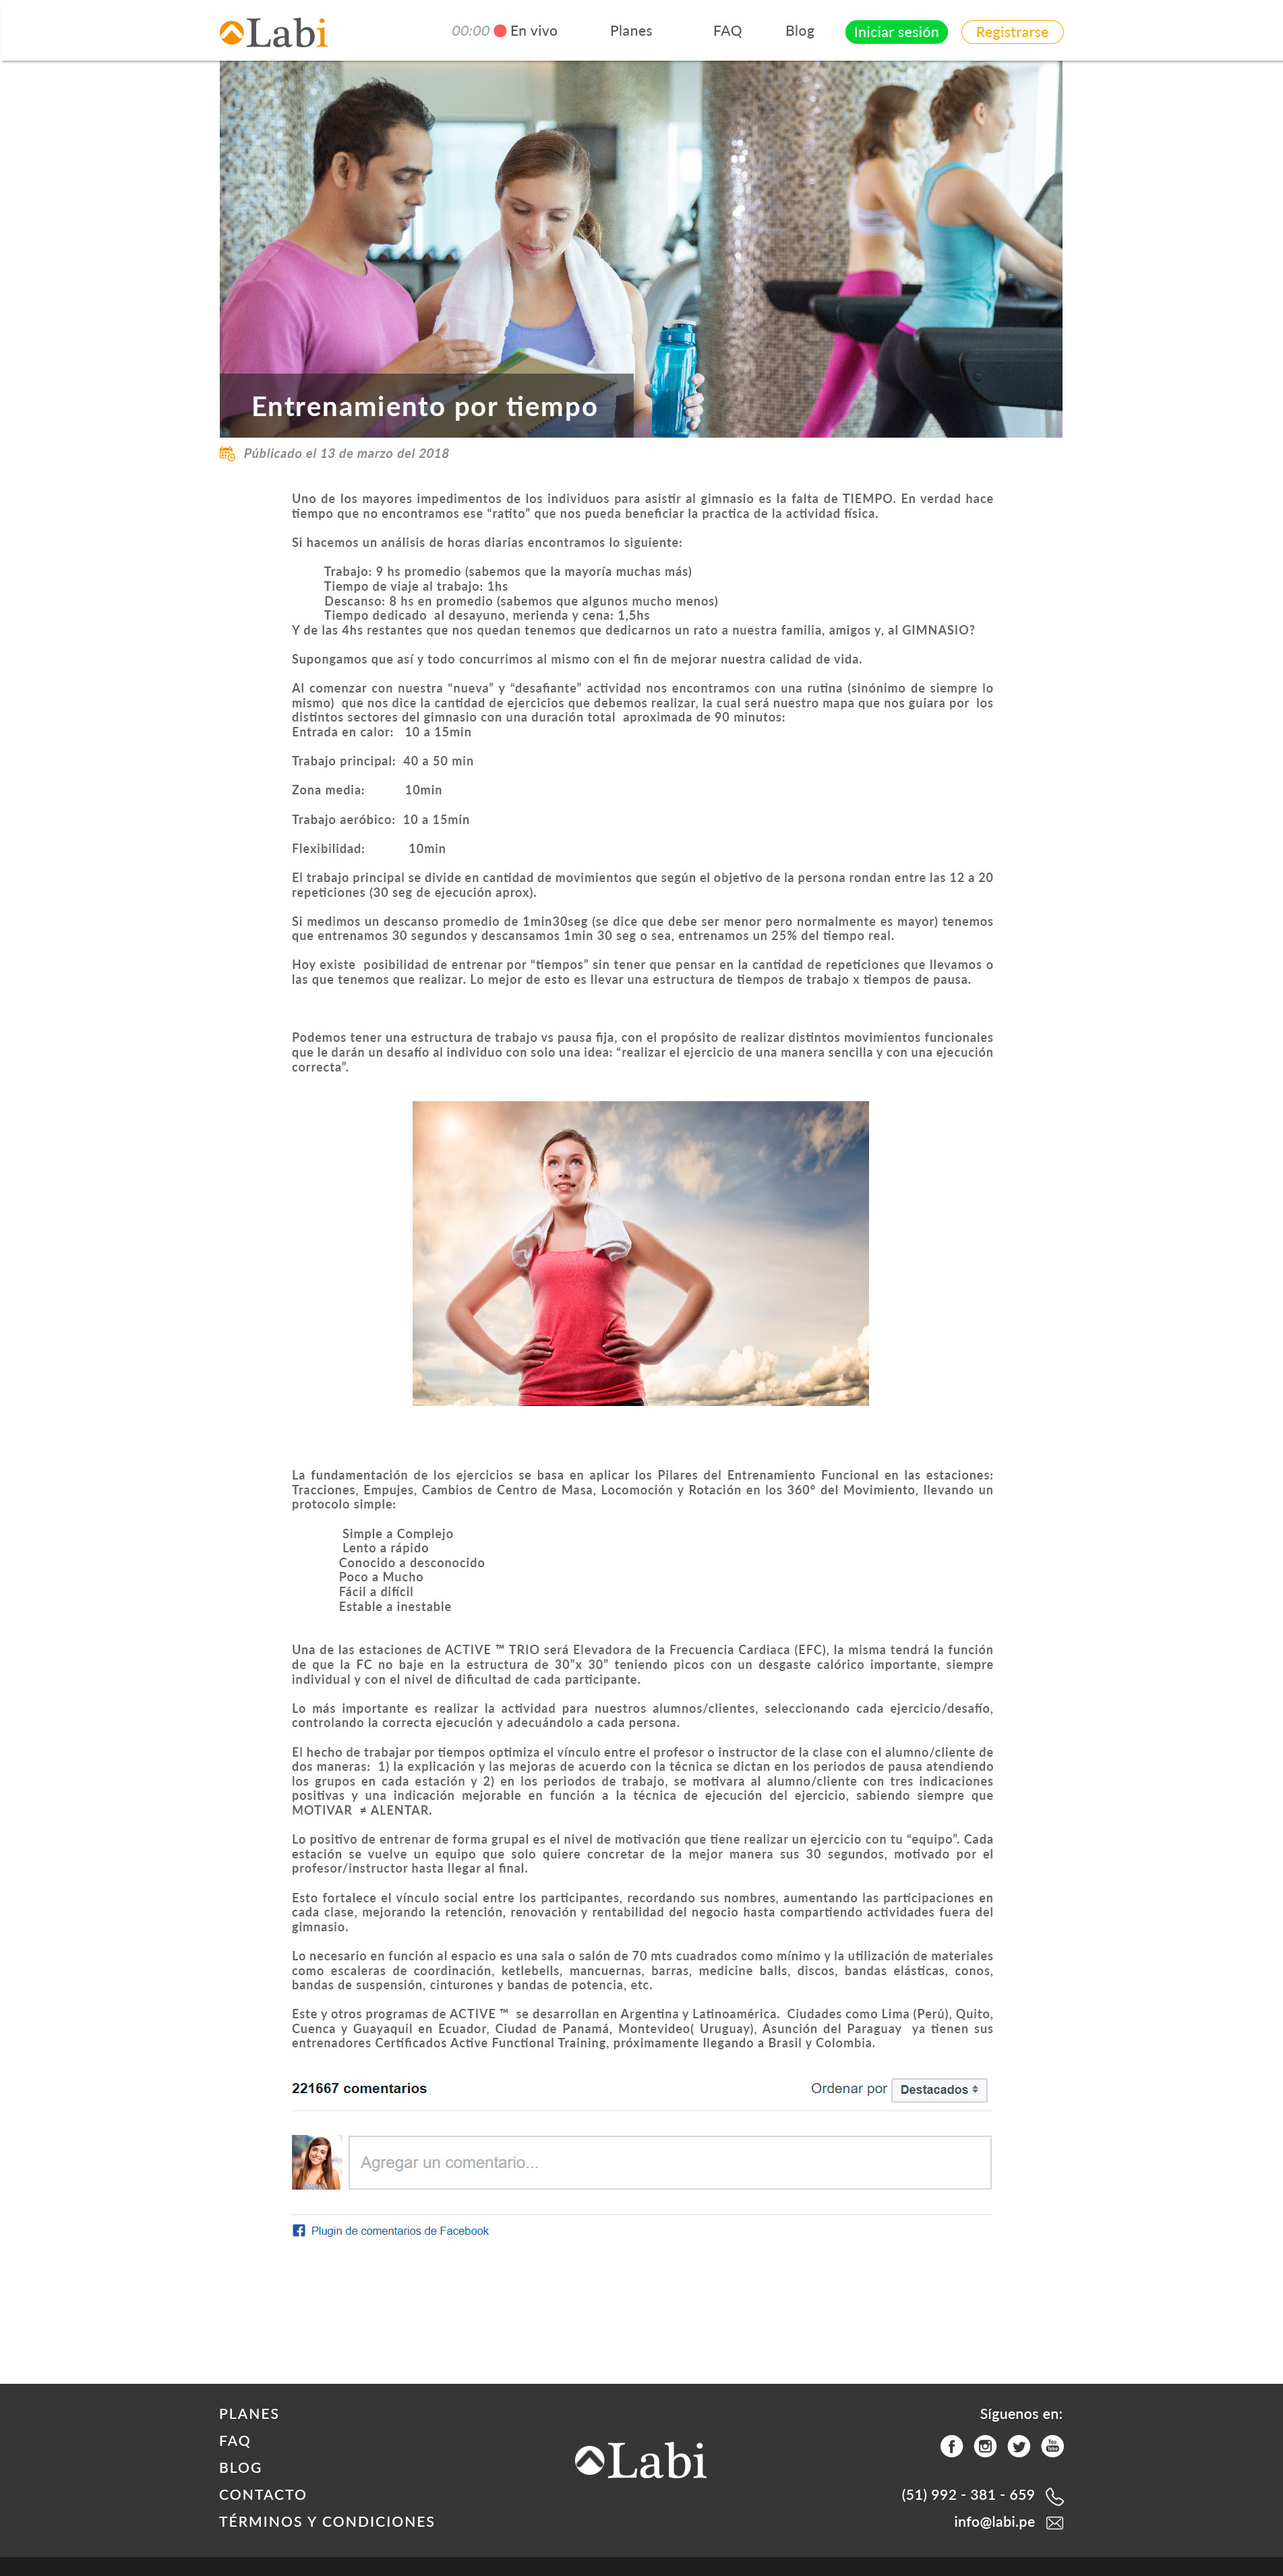 Labi
00:00 En vivo Planes FAQ Blog Iniciar sesión Registrarse
Entrenamiento por tiempo
Públicado el 13 de marzo del 2018
Uno de los mayores impedimentos de los individuos para asistir al gimnasio es la falta de TIEMPO. En verdad hace
tiempo que no encontramos ese “ratito” que nos pueda beneficiar la practica de la actividad física.
Si hacemos un análisis de horas diarias encontramos lo siguiente:
Trabajo: 9 hs promedio (sabemos que la mayoría muchas más)
Tiempo de viaje al trabajo: 1hs
Descanso: 8 hs en promedio (sabemos que algunos mucho menos)
Tiempo dedicado  al desayuno, merienda y cena: 1,5hs
Y de las 4hs restantes que nos quedan tenemos que dedicarnos un rato a nuestra familia, amigos y, al GIMNASIO?
Supongamos que así y todo concurrimos al mismo con el fin de mejorar nuestra calidad de vida.
Al comenzar con nuestra “nueva” y “desafiante” actividad nos encontramos con una rutina (sinónimo de siempre lo
mismo)  que nos dice la cantidad de ejercicios que debemos realizar, la cual será nuestro mapa que nos guiara por  los
distintos sectores del gimnasio con una duración total  aproximada de 90 minutos:
Entrada en calor:   10 a 15min
Trabajo principal:  40 a 50 min
Zona media:           10min
Trabajo aeróbico:  10 a 15min
Flexibilidad:            10min
El trabajo principal se divide en cantidad de movimientos que según el objetivo de la persona rondan entre las 12 a 20
repeticiones (30 seg de ejecución aprox).
Si medimos un descanso promedio de 1min30seg (se dice que debe ser menor pero normalmente es mayor) tenemos
que entrenamos 30 segundos y descansamos 1min 30 seg o sea, entrenamos un 25% del tiempo real.
Hoy existe  posibilidad de entrenar por “tiempos” sin tener que pensar en la cantidad de repeticiones que llevamos o
las que tenemos que realizar. Lo mejor de esto es llevar una estructura de tiempos de trabajo x tiempos de pausa.
Podemos tener una estructura de trabajo vs pausa fija, con el propósito de realizar distintos movimientos funcionales
que le darán un desafío al individuo con solo una idea: “realizar el ejercicio de una manera sencilla y con una ejecución
correcta”.
La fundamentación de los ejercicios se basa en aplicar los Pilares del Entrenamiento Funcional en las estaciones:
Tracciones, Empujes, Cambios de Centro de Masa, Locomoción y Rotación en los 360° del Movimiento, llevando un
protocolo simple:
Simple a Complejo
Lento a rápido
Conocido a desconocido
Poco a Mucho
Fácil a difícil
Estable a inestable
Una de las estaciones de ACTIVE ™ TRIO será Elevadora de la Frecuencia Cardiaca (EFC), la misma tendrá la función
de que la FC no baje en la estructura de 30”x 30” teniendo picos con un desgaste calórico importante, siempre
individual y con el nivel de dificultad de cada participante.
Lo más importante es realizar la actividad para nuestros alumnos/clientes, seleccionando cada ejercicio/desafío,
controlando la correcta ejecución y adecuándolo a cada persona.
El hecho de trabajar por tiempos optimiza el vínculo entre el profesor o instructor de la clase con el alumno/cliente de
dos maneras:  1) la explicación y las mejoras de acuerdo con la técnica se dictan en los periodos de pausa atendiendo
los grupos en cada estación y 2) en los periodos de trabajo, se motivara al alumno/cliente con tres indicaciones
positivas y una indicación mejorable en función a la técnica de ejecución del ejercicio, sabiendo siempre que
MOTIVAR  ≠ ALENTAR.
Lo positivo de entrenar de forma grupal es el nivel de motivación que tiene realizar un ejercicio con tu “equipo”. Cada
estación se vuelve un equipo que solo quiere concretar de la mejor manera sus 30 segundos, motivado por el
profesor/instructor hasta llegar al final.
Esto fortalece el vínculo social entre los participantes, recordando sus nombres, aumentando las participaciones en
cada clase, mejorando la retención, renovación y rentabilidad del negocio hasta compartiendo actividades fuera del
gimnasio.
Lo necesario en función al espacio es una sala o salón de 70 mts cuadrados como mínimo y la utilización de materiales
como escaleras de coordinación, ketlebells, mancuernas, barras, medicine balls, discos, bandas elásticas, conos,
bandas de suspensión, cinturones y bandas de potencia, etc.
Este y otros programas de ACTIVE ™  se desarrollan en Argentina y Latinoamérica.  Ciudades como Lima (Perú), Quito,
Cuenca y Guayaquil en Ecuador, Ciudad de Panamá, Montevideo( Uruguay), Asunción del Paraguay  ya tienen sus
entrenadores Certificados Active Functional Training, próximamente llegando a Brasil y Colombia.
221667 comentarios Ordenar por Destacados
Agregar un comentario...
Plugin de comentarios de Facebook
PLANES
FAQ
BLOG
CONTACTO
TÉRMINOS Y CONDICIONES
Labi
Síguenos en:
You Tube
(51) 992 - 381 - 659
info@labi.pe